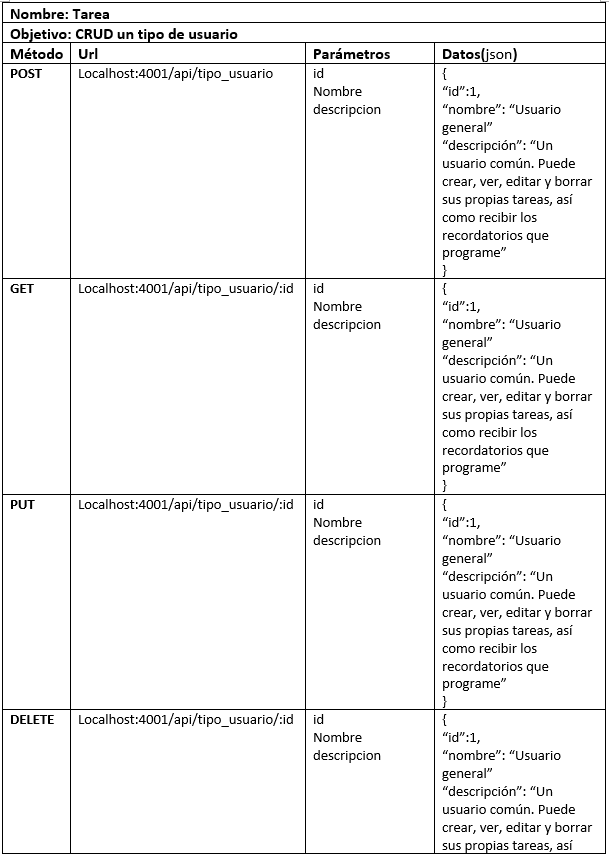 Nombre: Tarea
Objetivo: CRUD un tipo de usuario
Método Url Parámetros Datos(json)
POST Localhost:4001/api/tipo_usuario id {
Nombre “id”:1,
descripcion “nombre”: “Usuario
general”
“descripción”: “Un
usuario común. Puede
crear, ver, editar y borrar
sus propias tareas, así
como recibir los
recordatorios que
programe”
}
GET Localhost:4001/api/tipo_usuario/:id id {
Nombre “id”:1,
descripcion “nombre”: “Usuario
general”
“descripción”: “Un
usuario común. Puede
crear, ver, editar y borrar
sus propias tareas, así
como recibir los
recordatorios que
programe”
}
PUT Localhost:4001/api/tipo_usuario/:id id {
Nombre “id”:1,
descripcion “nombre”: “Usuario
general”
“descripción”: “Un
usuario común. Puede
crear, ver, editar y borrar
sus propias tareas, así
como recibir los
recordatorios que
programe”
}
DELETE Localhost:4001/api/tipo_usuario/:id id {
Nombre “id”:1,
descripcion “nombre”: “Usuario
general”
“descripción”: “Un
usuario común. Puede
crear, ver, editar y borrar
sus propias tareas, así